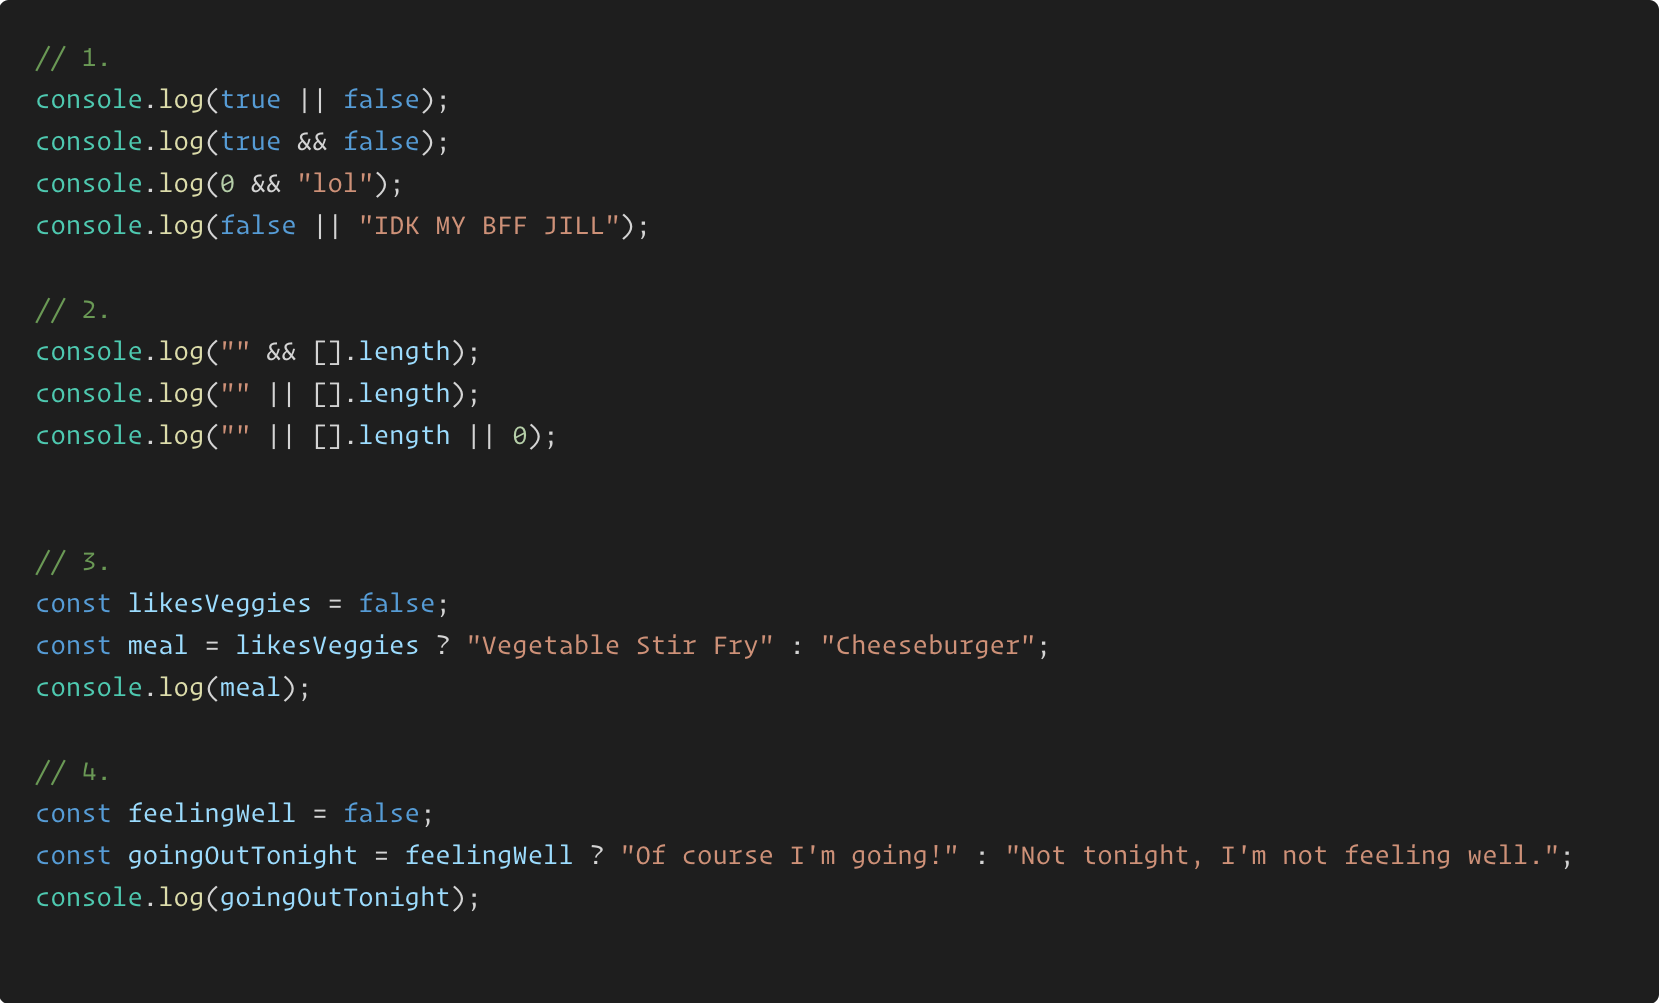 // 1.
console.log(true || false);
console.log(true && false);
console.log(0 && "lol");
console.log(false || "IDK MY BFF JILL");
// 2.
console.log("" && [].length);
console.log("" || [].length);
console.log("" || [].length || 0);
// 3.
const likesVeggies = false;
const meal = likesVeggies ? "Vegetable Stir Fry" : "Cheeseburger";
console.log(meal);
// 4.
const feelingWell = false;
const goingOutTonight = feelingWell ? "Of course I'm going!" : "Not tonight, I'm not feeling well.";
console.log(goingOutTonight);